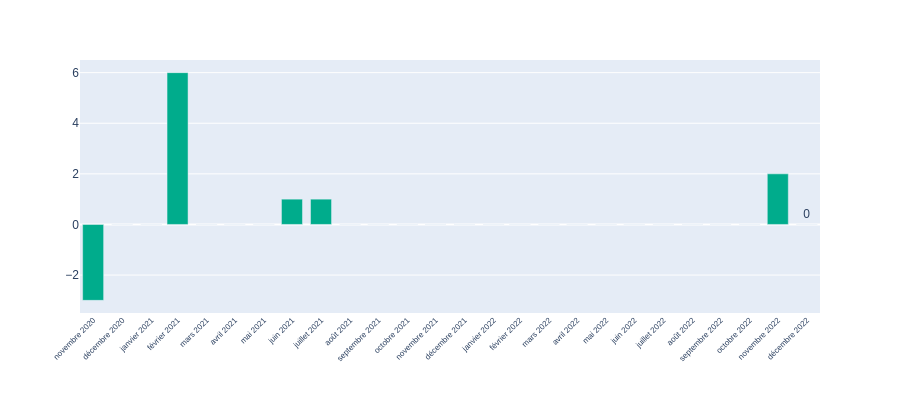 6
4
2
0
−2
0
novembre 2020
décembre 2020
janvier 2021
février 2021
mars 2021
avril 2021
mai 2021
juin 2021
juillet 2021
août 2021
septembre 2021
octobre 2021
novembre 2021
décembre 2021
janvier 2022
février 2022
mars 2022
avril 2022
mai 2022
juin 2022
juillet 2022
août 2022
septembre 2022
octobre 2022
novembre 2022
décembre 2022